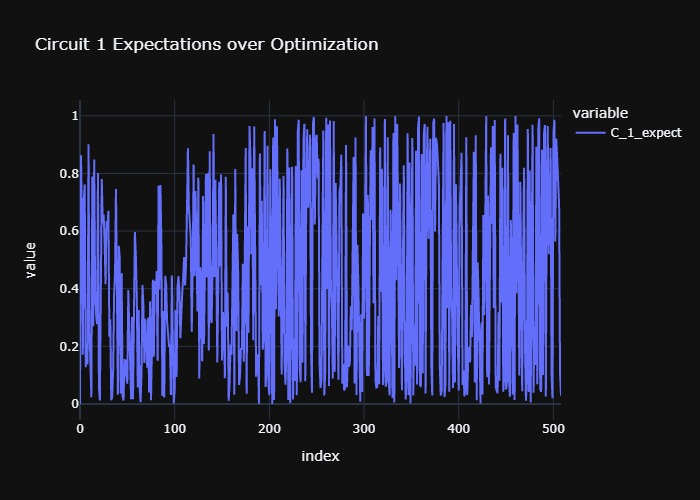 Circuit 1 Expectations over Optimization
variable
C_1_expect
1
0.8
0.6
0.4
0.2
0
value
0
100
200
300
400
500
index